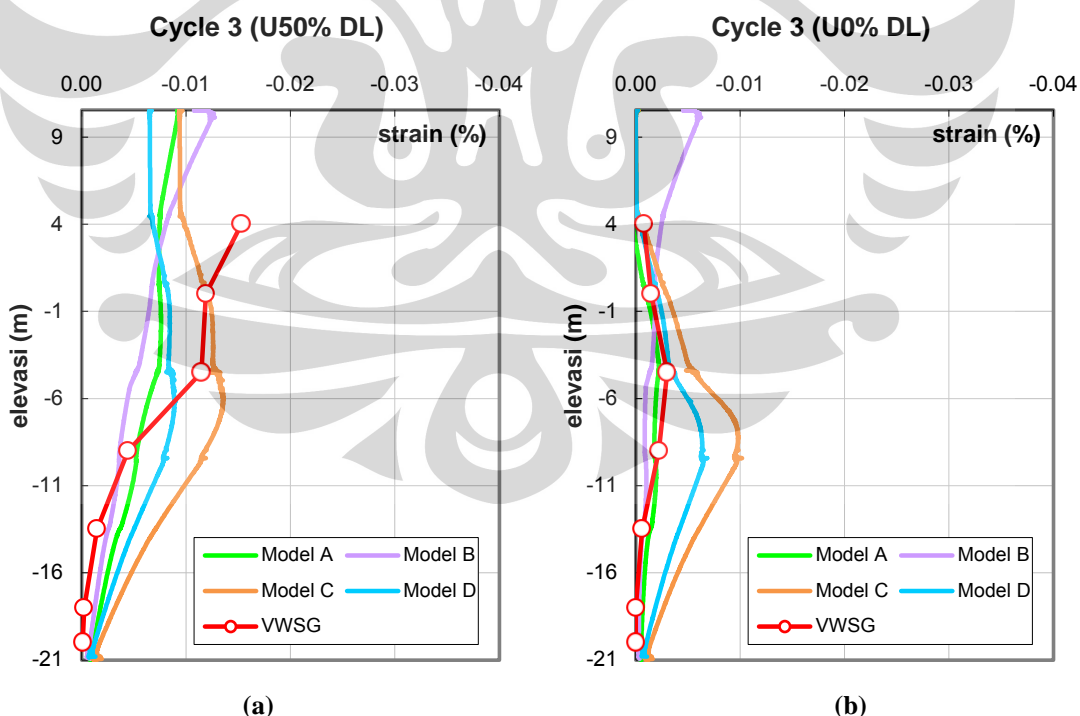 Cycle 3 (U50% DL)
0.00 -0.01 -0.02 -0.03 -0.04
strain (%)
9
4
-1
-6
-11
-16
-21
elevasi (m)
Model A Model B
Model C Model D
VWSG
(a)
Cycle 3 (U0% DL)
0.00 -0.01 -0.02 -0.03 -0.04
strain (%)
9
4
-1
-6
-11
-16
-21
elevasi (m)
Model A Model B
Model C Model D
VWSG
(b)